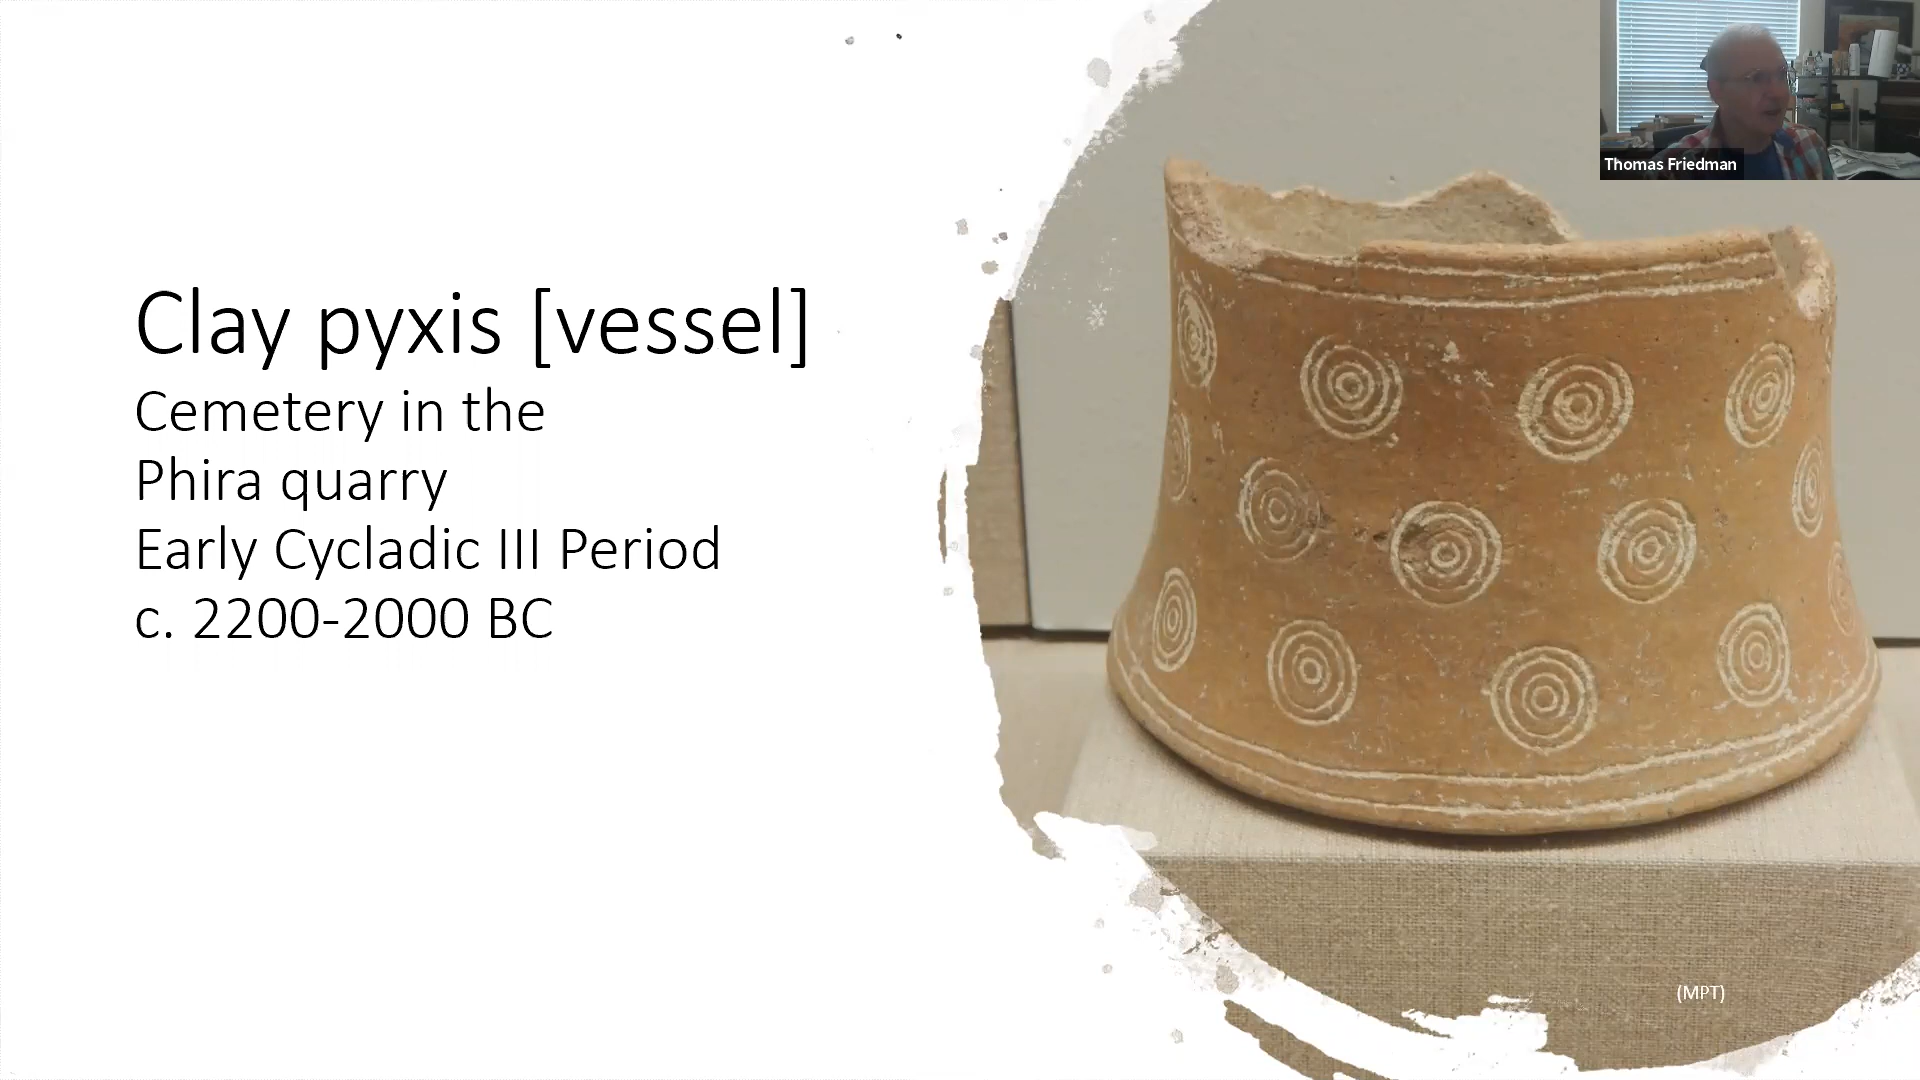 Clay pyxis [vessel]
Cemetery in the
Phira quarry
Early Cycladic III Period
c. 2200-2000 BC
Thomas Friedman
(MPT)